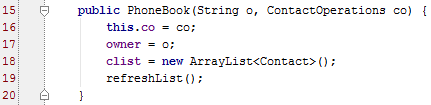 15 public PhoneBook(String o, ContactOperations co) {
16 this.co = co;
17 owner = o;
18 clist = new ArrayList<Contact>();
19 refreshList();
20 }